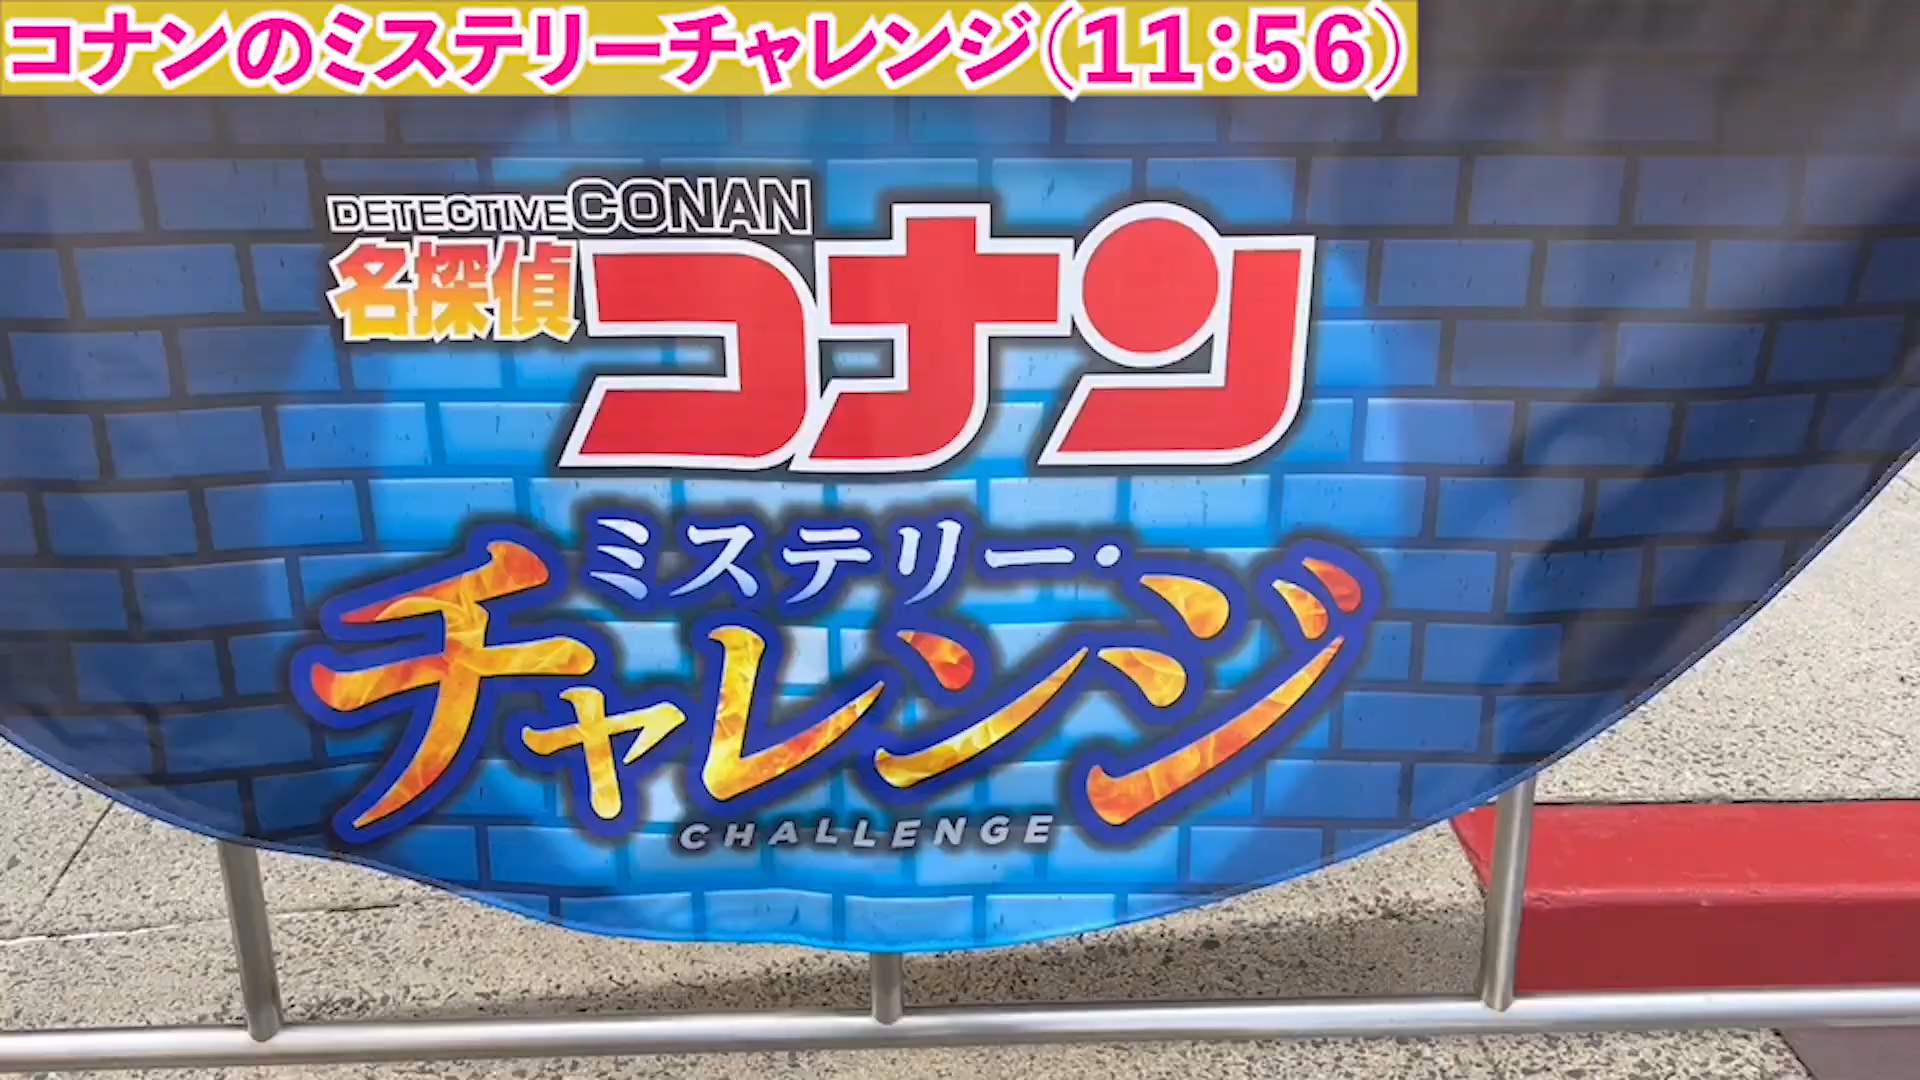 コナンのミステリーチャレンジ(11:56)
DETECTIVE CONAN
名探偵コナン
ミステリー・
チャレンジ
CHALLENGE